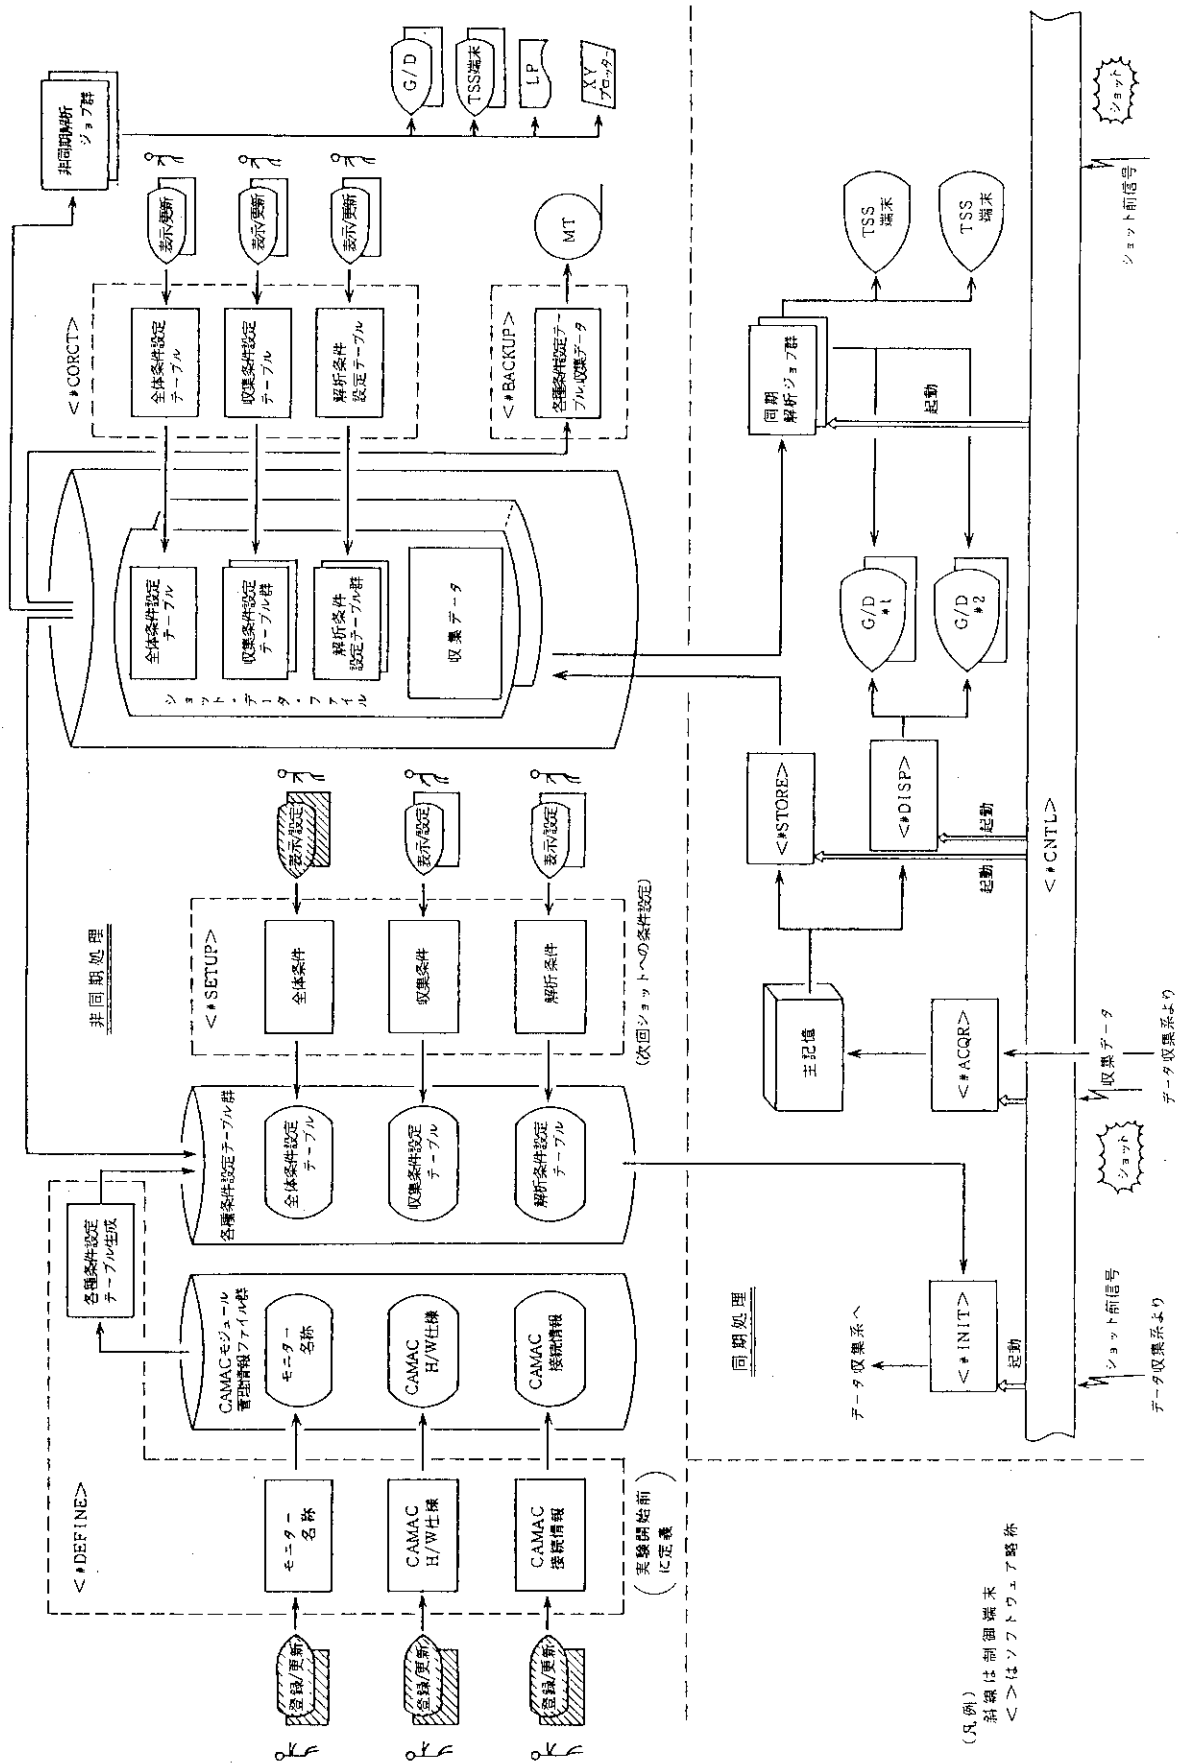 非同期処理
<#DEFINE>
各種条件設定
テーブル生成
登録/更新
モニター
名称
登録/更新
CAMAC
H/W仕様
登録/更新
CAMAC
接続情報
(実験開始前
に定義)
CAMACモジュール
管理情報ファイル群
モニター
名称
CAMAC
H/W仕様
CAMAC
接続情報
各種条件設定テーブル群
全体条件設定
テーブル
収集条件設定
テーブル
解析条件設定
テーブル
<#SETUP>
全体条件
収集条件
解析条件
(次回ショットへの条件設定)
表示/設定
表示/設定
表示/設定
全体条件設定
テーブル
収集条件設定
テーブル群
解析条件
設定テーブル群
収集データ
ショット・データ・ファイル
<#CORCT>
全体条件設定
テーブル
収集条件設定
テーブル
解析条件
設定テーブル
表示/更新
表示/更新
表示/更新
<#BACKUP>
各種条件設定テー
ブル,収集データ
MT
非同期解析
ジョブ群
G/D
TSS端末
LP
XY
プロッター
同期処理
データ収集系へ
<#INIT>
起動
ショット前信号
データ収集系より
ショット
主記憶
<#ACQR>
収集データ
データ収集系より
<#STORE>
<#DISP>
起動
起動
G/D
#1
G/D
#2
同期
解析ジョブ群
起動
TSS
端末
TSS
端末
<#CNTL>
ショット前信号
ショット
(凡例)
斜線は制御端末
< >はソフトウェア略称